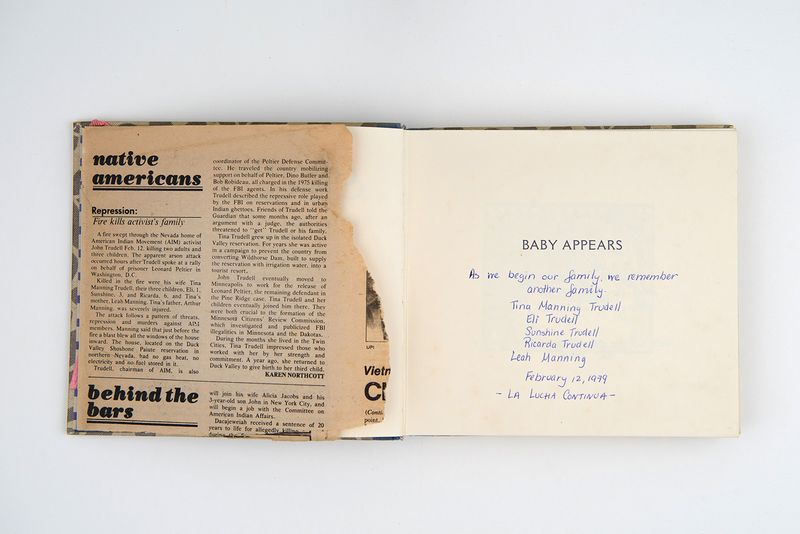 native
americans
Repression:
Fire kills activist's family
A fire swept through the Nevada home of
American Indian Movement (AIM) activist
John Trudell Feb. 12, killing two adults and
three children. The apparent arson attack
occurred hours after Trudell spoke at a rally
on behalf of prisoner Leonard Peltier in
Washington, D.C.
Killed in the fire were his wife Tina
Manning Trudell, their three children, Eli, 1,
Sunshine, 3, and Ricarda, 6, and Tina's
mother, Leah Manning. Tina's father, Arthur
Manning, was severely injured.
The attack follows a pattern of threats,
repression and murders against AIM
members. Manning said that just before the
fire a blast blew all the windows of the house
inward. The house, located on the Duck
Valley Shoshone Paiute reservation in
northern Nevada, had no gas heat, no
electricity and no fuel stored in it.
Trudell, chairman of AIM, is also
coordinator of the Peltier Defense Commit-
tee. He traveled the country mobilizing
support on behalf of Peltier, Dino Butler and
Bob Robideau, all charged in the 1975 killing
of the FBI agents. In his defense work
Trudell described the repressive role played
by the FBI on reservations and in urban
Indian ghettoes. Friends of Trudell told the
Guardian that some months ago, after an
argument with a judge, the authorities
threatened to "get" Trudell or his family.
Tina Trudell grew up in the isolated Duck
Valley reservation. For years she was active
in a campaign to prevent the country from
converting Wildhorse Dam, built to supply
the reservation with irrigation water, into a
tourist resort.
John Trudell eventually moved to
Minneapolis to work for the release of
Leonard Peltier, the remaining defendant in
the Pine Ridge case. Tina Trudell and her
children eventually joined him there. They
were both crucial to the formation of the
Minnesota Citizens' Review Commission,
which investigated and publicized FBI
illegalities in Minnesota and the Dakotas.
During the months she lived in the Twin
Cities, Tina Trudell impressed those who
worked with her by her strength and
commitment. A year ago, she returned to
Duck Valley to give birth to her third child.
KAREN NORTHCOTT
behind the
bars
will join his wife Alicia Jacobs and his
3-year-old son John in New York City, and
will begin a job with the Committee on
American Indian Affairs.
Dacajeweiah received a sentence of 20
years to life for allegedly killing
during the
UPI
Vietn
(Conti
point
BABY APPEARS
As we begin our family, we remember
another family.
Tina Manning Trudell
Eli Trudell
Sunshine Trudell
Ricarda Trudell
Leah Manning
February 12, 1979
- LA LUCHA CONTINUA -